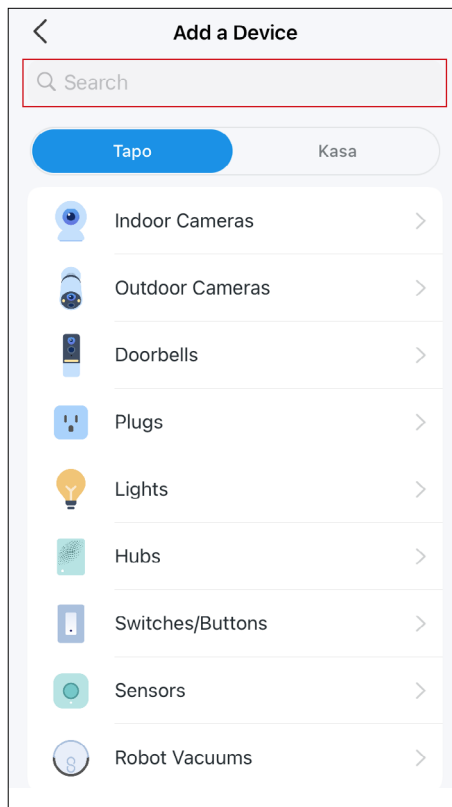 Add a Device
Search
Tapo Kasa
Indoor Cameras
Outdoor Cameras
Doorbells
Plugs
Lights
Hubs
Switches/Buttons
Sensors
Robot Vacuums